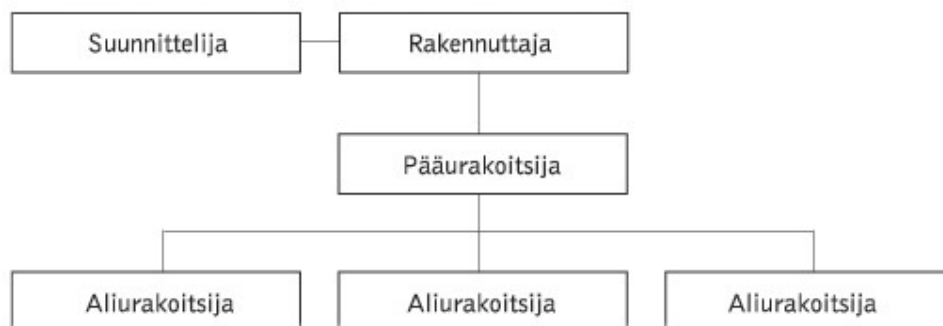 Suunnittelija
Rakennuttaja
Pääurakoitsija
Aliurakoitsija
Aliurakoitsija
Aliurakoitsija